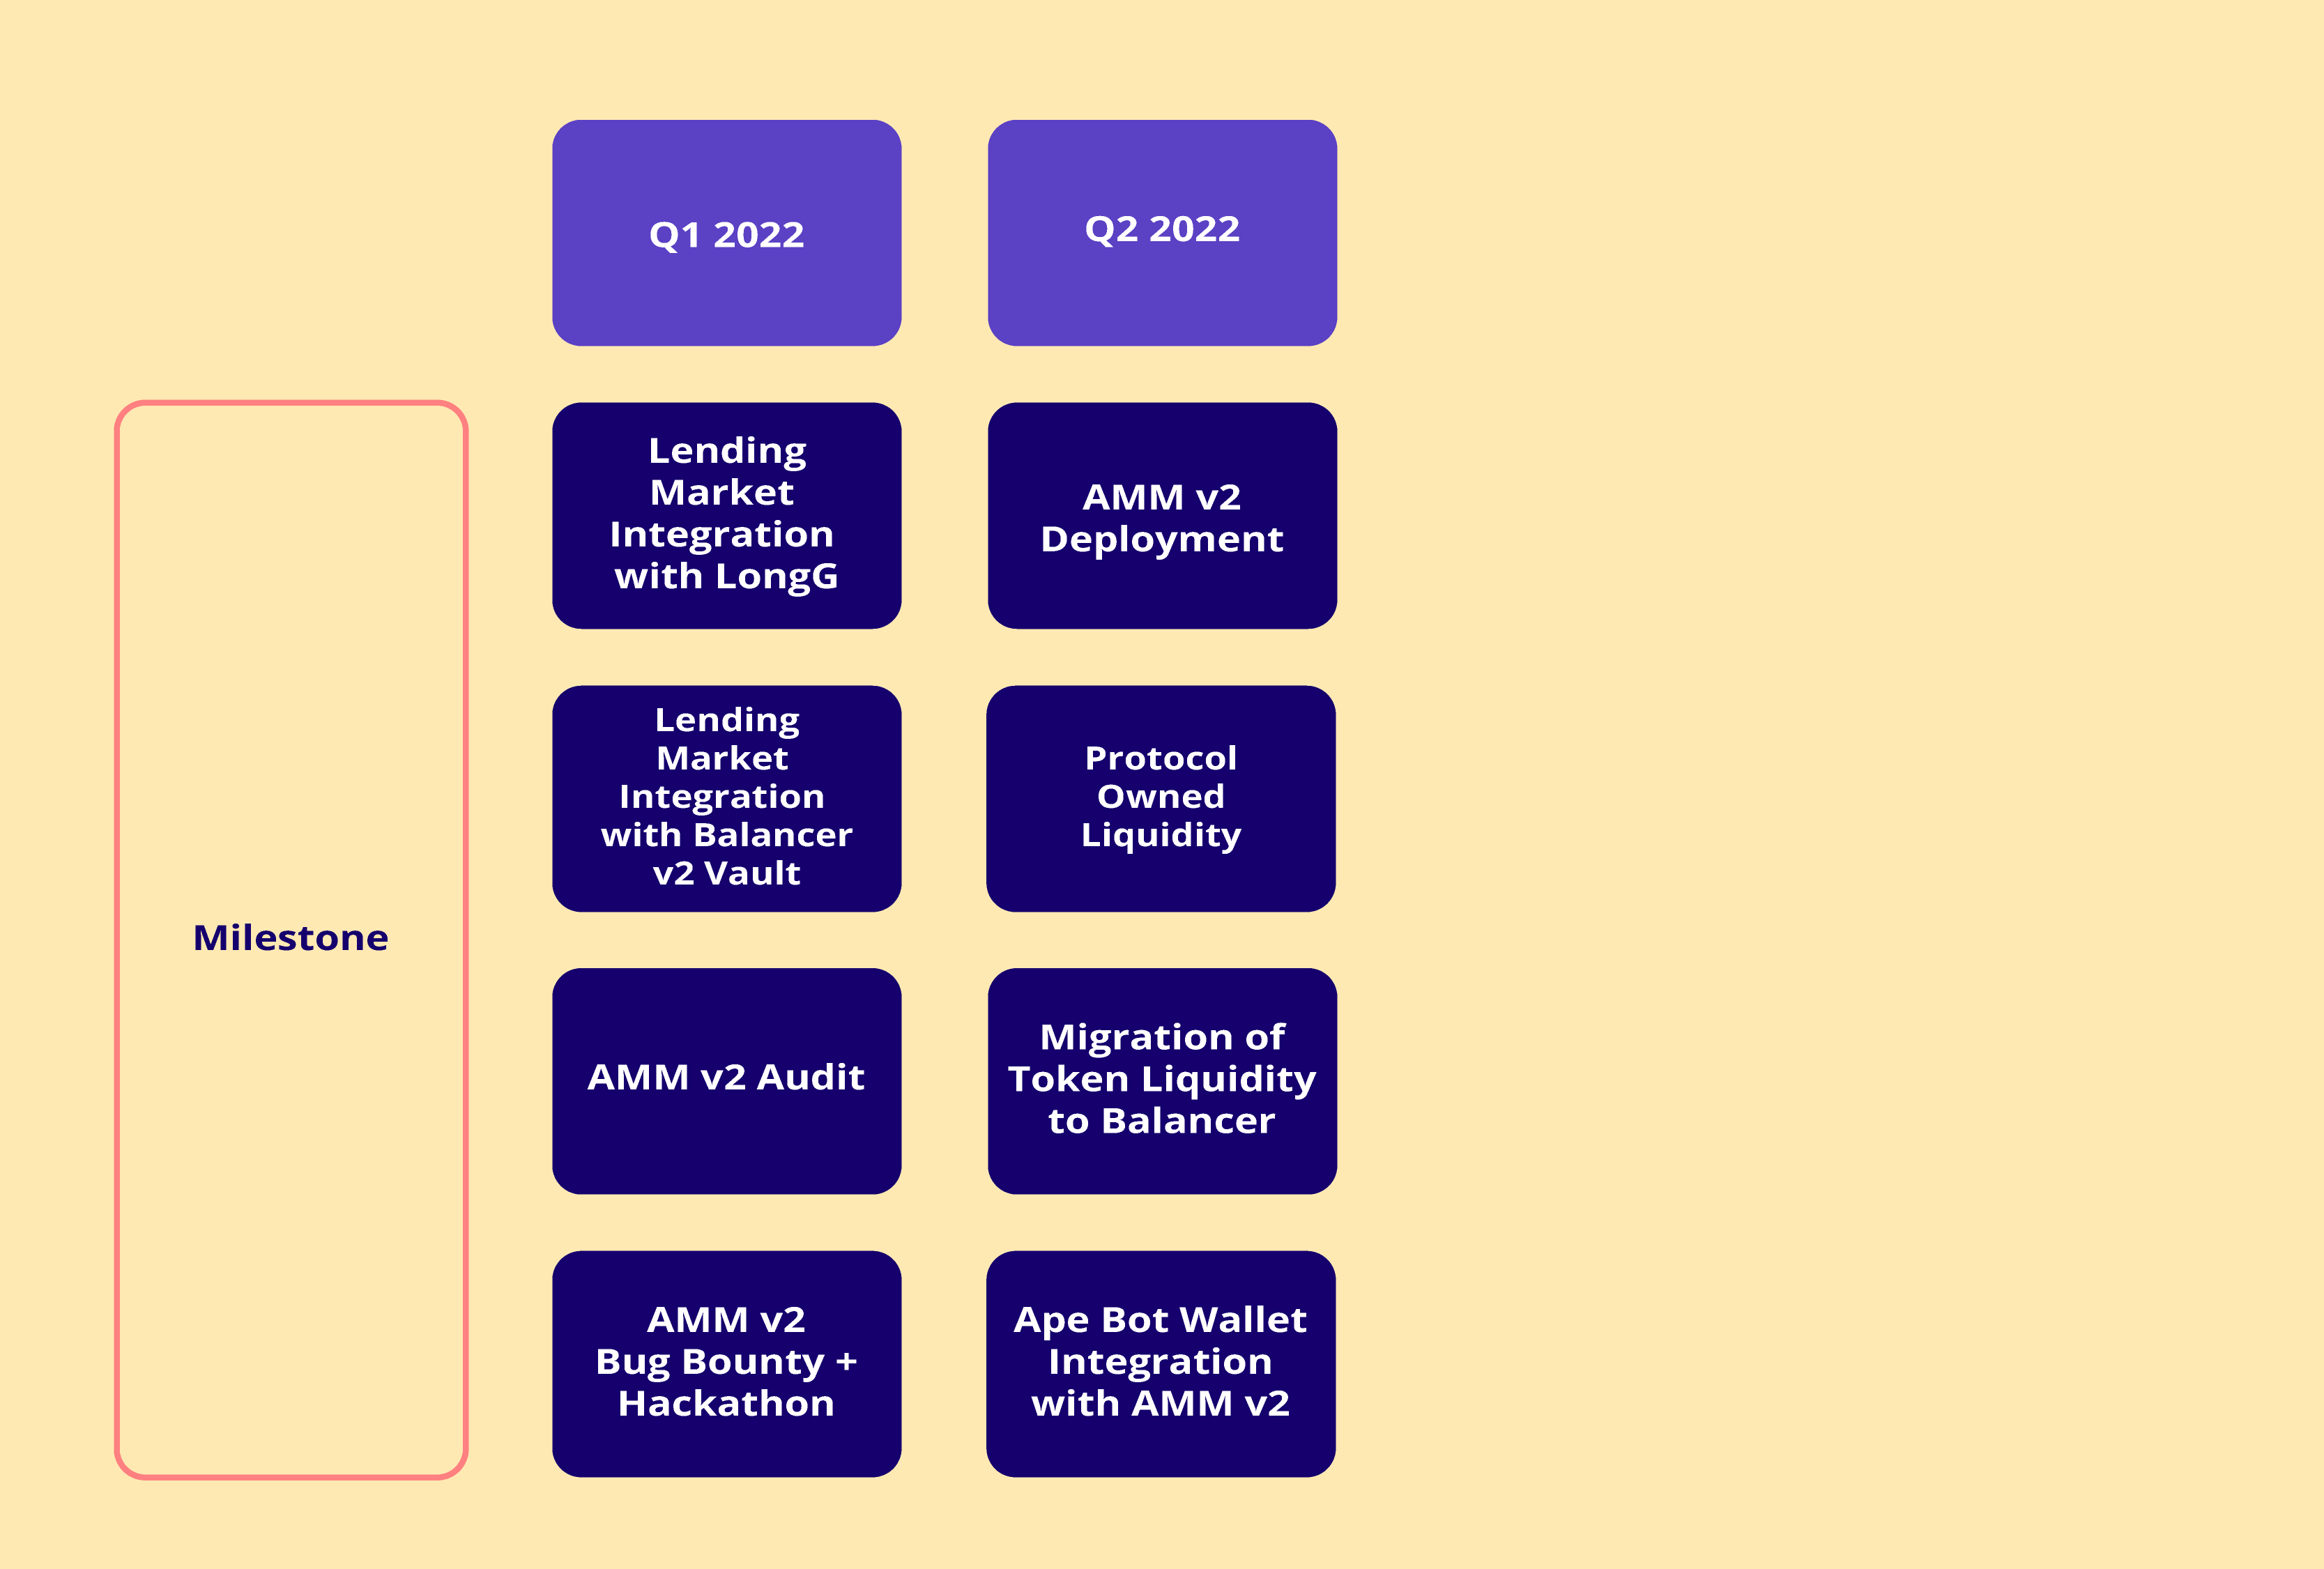 Q1 2022
Q2 2022
Milestone
Lending
Market
Integration
with LongG
AMM v2
Deployment
Lending
Market
Integration
with Balancer
v2 Vault
Protocol
Owned
Liquidity
AMM v2 Audit
Migration of
Token Liquidity
to Balancer
AMM v2
Bug Bounty +
Hackathon
Ape Bot Wallet
Integration
with AMM v2